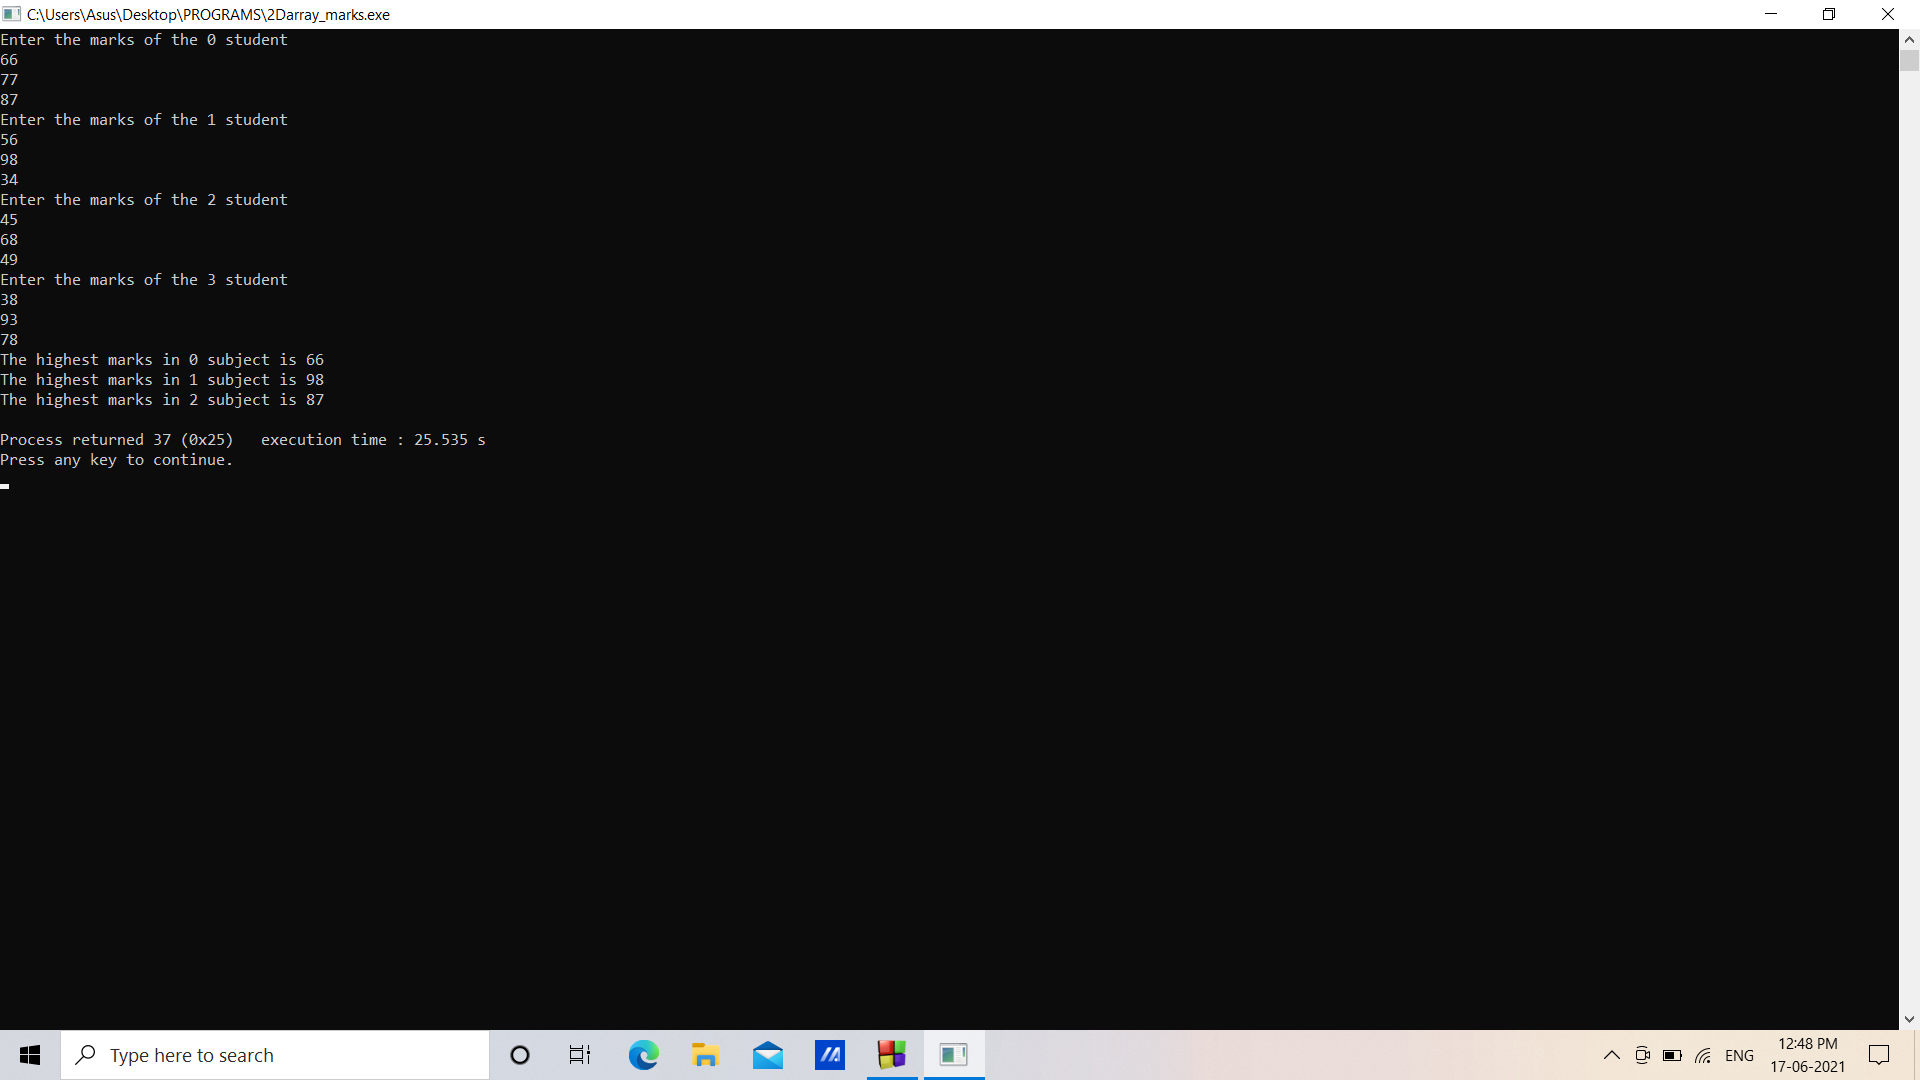 C:\Users\Asus\Desktop\PROGRAMS\2Darray_marks.exe
Enter the marks of the 0 student
66
77
87
Enter the marks of the 1 student
56
98
34
Enter the marks of the 2 student
45
68
49
Enter the marks of the 3 student
38
93
78
The highest marks in 0 subject is 66
The highest marks in 1 subject is 98
The highest marks in 2 subject is 87
Process returned 37 (0x25)   execution time : 25.535 s
Press any key to continue.
Type here to search
ENG
12:48 PM
17-06-2021